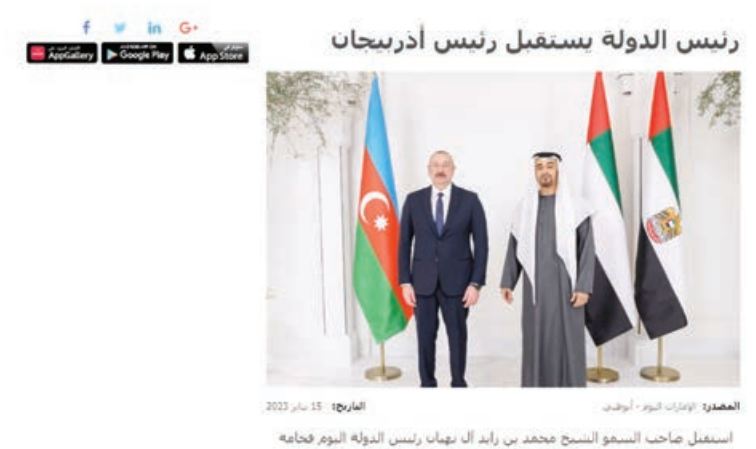 رئيس الدولة يستقبل رئيس أذربيجان
AppGallery
Google Play
App Store
المصدر: الإمارات اليوم - أبوظبي
التاريخ: 15 يناير 2023
استقبل صاحب السمو الشيخ محمد بن زايد آل نهيان رئيس الدولة اليوم فخامة